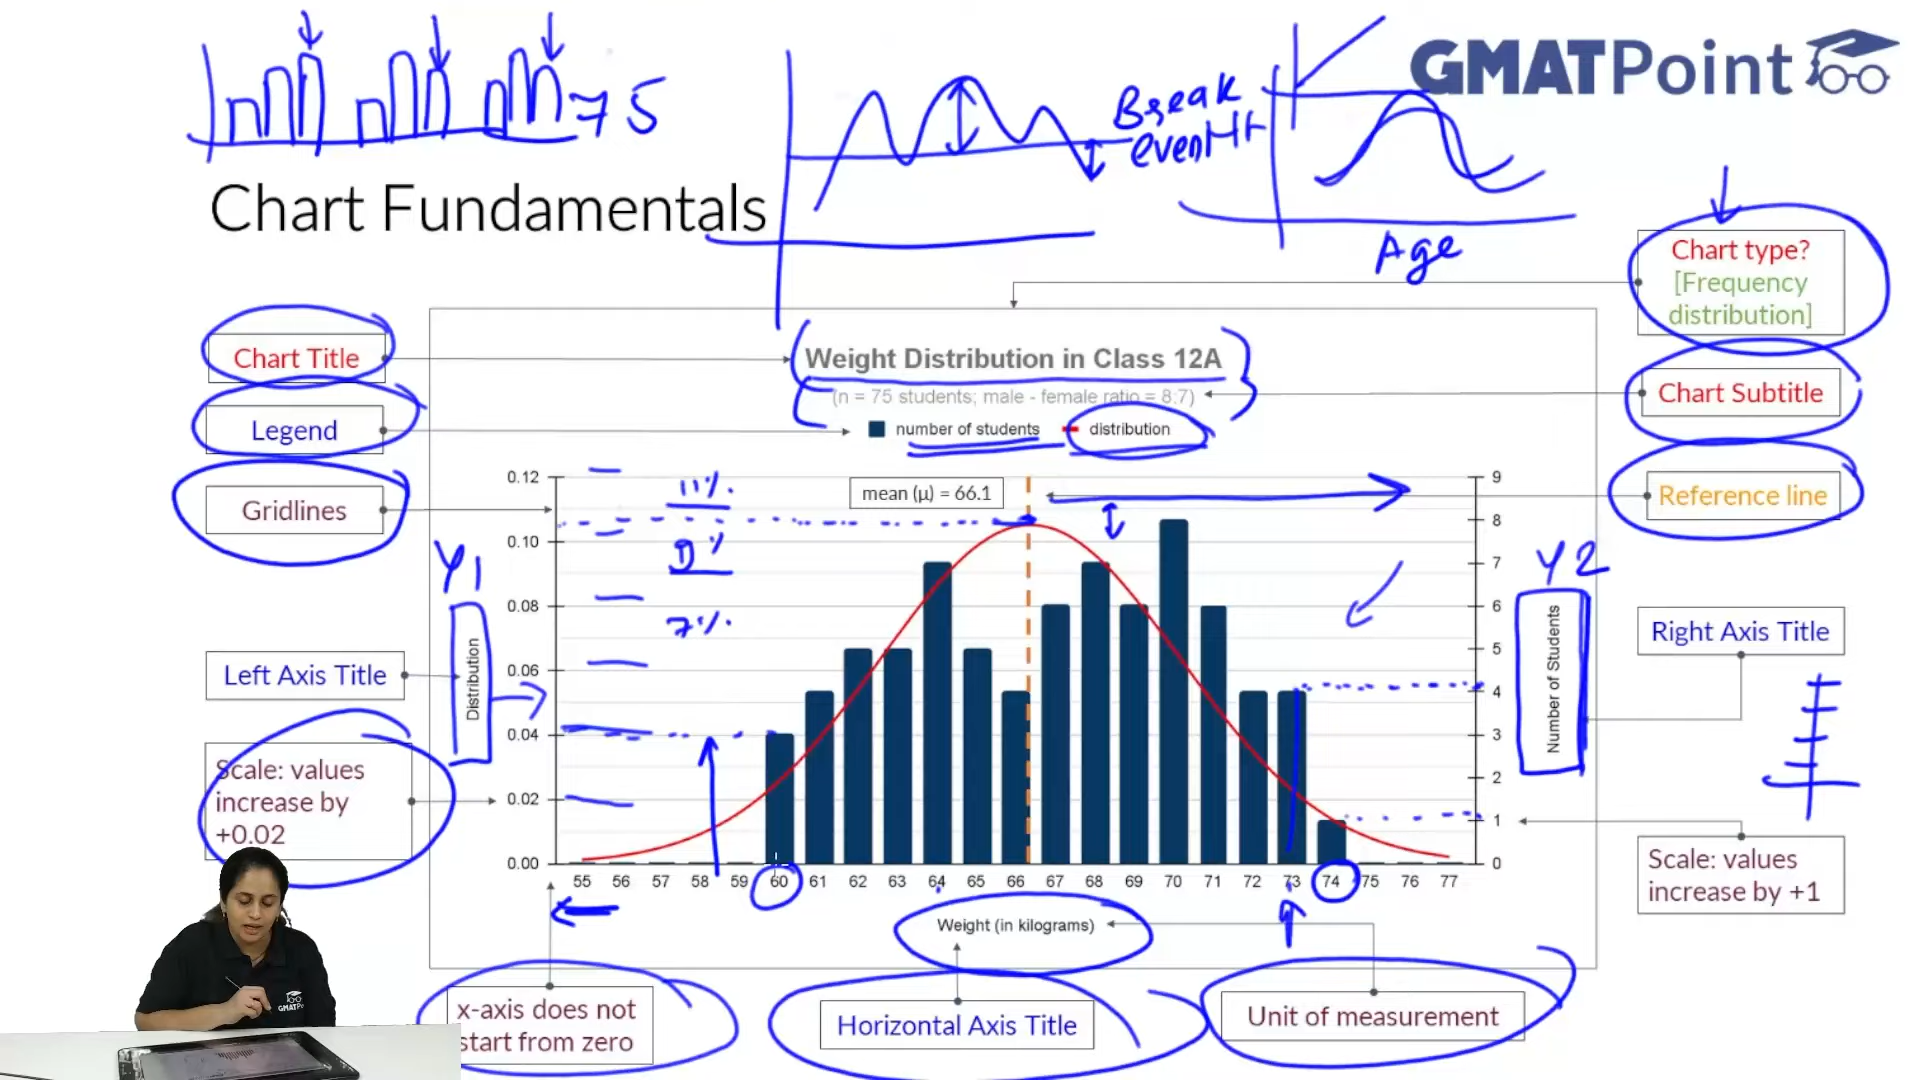 GMATPoint
75
Break
even
Age
Chart Fundamentals
Chart type?
[Frequency
distribution]
Chart Title
Weight Distribution in Class 12A
Chart Subtitle
(n = 75 students; male - female ratio = 8:7)
Legend
number of students
distribution
Gridlines
mean (μ) = 66.1
Reference line
11%
9%
7%
Y1
Y2
0.12
0.10
0.08
0.06
0.04
0.02
0.00
9
8
7
6
5
4
3
2
1
0
Distribution
Number of Students
Left Axis Title
Right Axis Title
Scale: values
increase by
+0.02
Scale: values
increase by +1
55 56 57 58 59 60 61 62 63 64 65 66 67 68 69 70 71 72 73 74 75 76 77
Weight (in kilograms)
x-axis does not
start from zero
Horizontal Axis Title
Unit of measurement